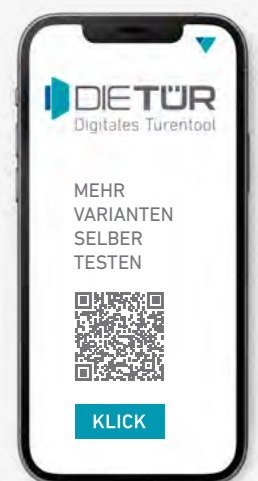 DIETÜR
Digitales Türentool
MEHR
VARIANTEN
SELBER
TESTEN
KLICK